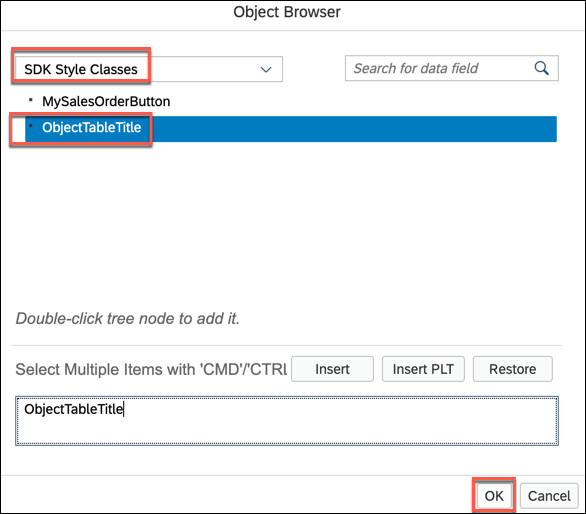 Object Browser
SDK Style Classes
Search for data field
MySalesOrderButton
ObjectTableTitle
Double-click tree node to add it.
Select Multiple Items with 'CMD'/'CTRL
Insert
Insert PLT
Restore
ObjectTableTitle
OK
Cancel